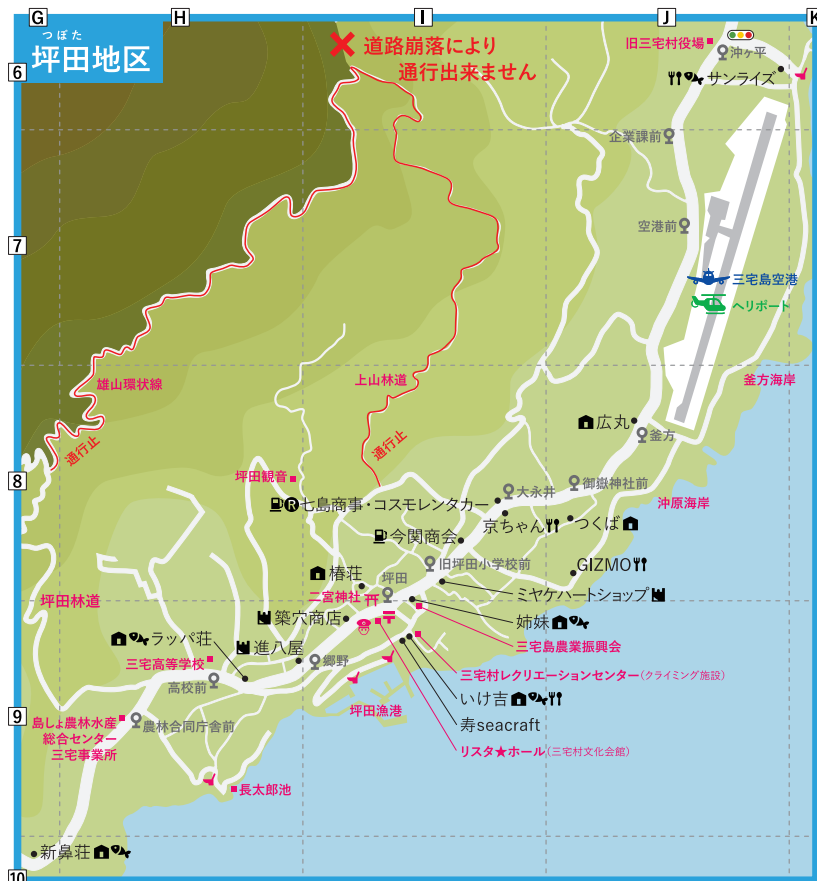 G H I J K
つぼた
坪田地区
道路崩落により
通行出来ません
旧三宅村役場
沖ヶ平
6
サンライズ
企業課前
空港前
7
三宅島空港
ヘリポート
雄山環状線
上山林道
釜方海岸
広丸
釜方
通行止
通行止
8
坪田観音
大永井
御嶽神社前
沖原海岸
R七島商事・コスモレンタカー
京ちゃん
つくば
今関商会
旧坪田小学校前
GIZMO
椿荘
坪田
ミヤケハートショップ
坪田林道
二宮神社
姉妹
築穴商店
三宅島農業振興会
ラッパ荘
進八屋
郷野
三宅高等学校
三宅村レクリエーションセンター(クライミング施設)
高校前
いけ吉
9
島しょ農林水産
総合センター
三宅事業所
農林合同庁舎前
坪田漁港
寿seacraft
リスタ★ホール(三宅村文化会館)
長太郎池
新鼻荘
10